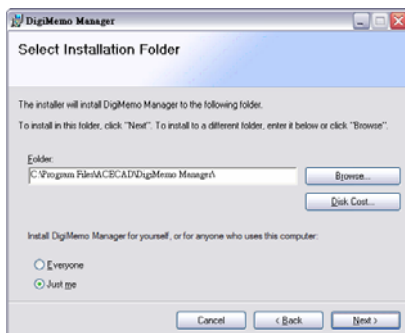 DigiMemo Manager
Select Installation Folder
The installer will install DigiMemo Manager to the following folder.
To install in this folder, click "Next". To install to a different folder, enter it below or click "Browse".
Folder:
C:\Program Files\ACECAD\DigiMemo Manager\
Browse...
Disk Cost...
Install DigiMemo Manager for yourself, or for anyone who uses this computer:
Everyone
Just me
Cancel
< Back
Next >